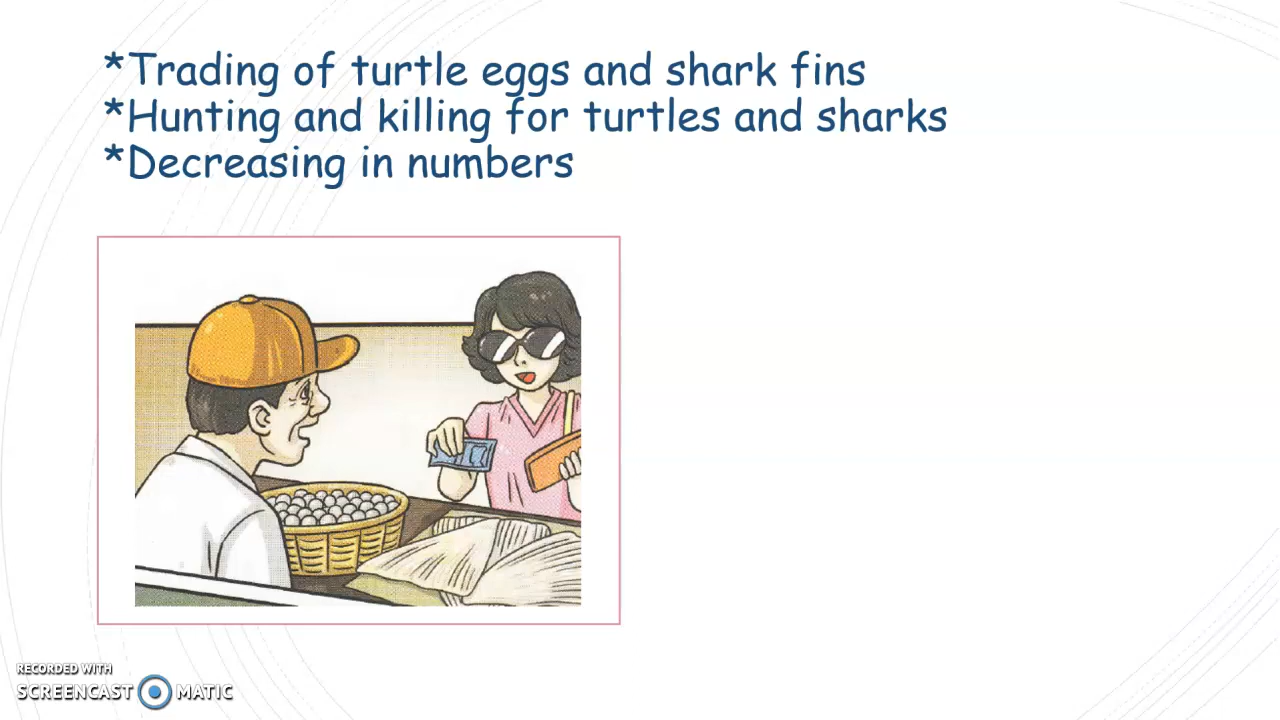 *Trading of turtle eggs and shark fins
*Hunting and killing for turtles and sharks
*Decreasing in numbers
RECORDED WITH
SCREENCAST MATIC